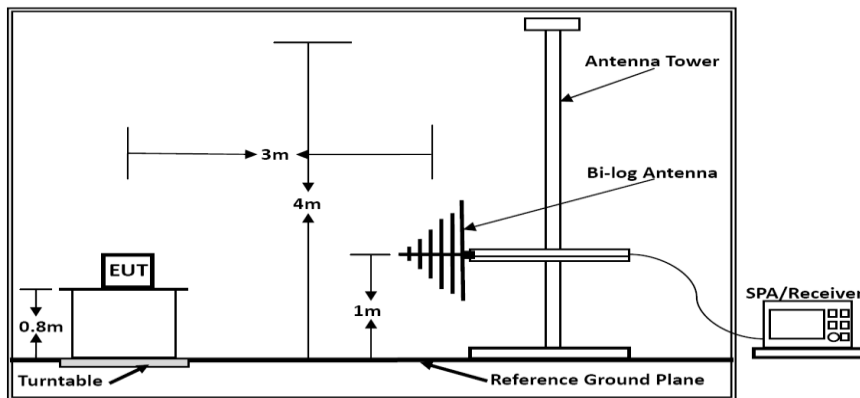 Antenna Tower
3m
Bi-log Antenna
4m
EUT
0.8m
1m
SPA/Receiver
Turntable
Reference Ground Plane